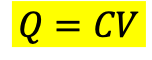 Q = CV